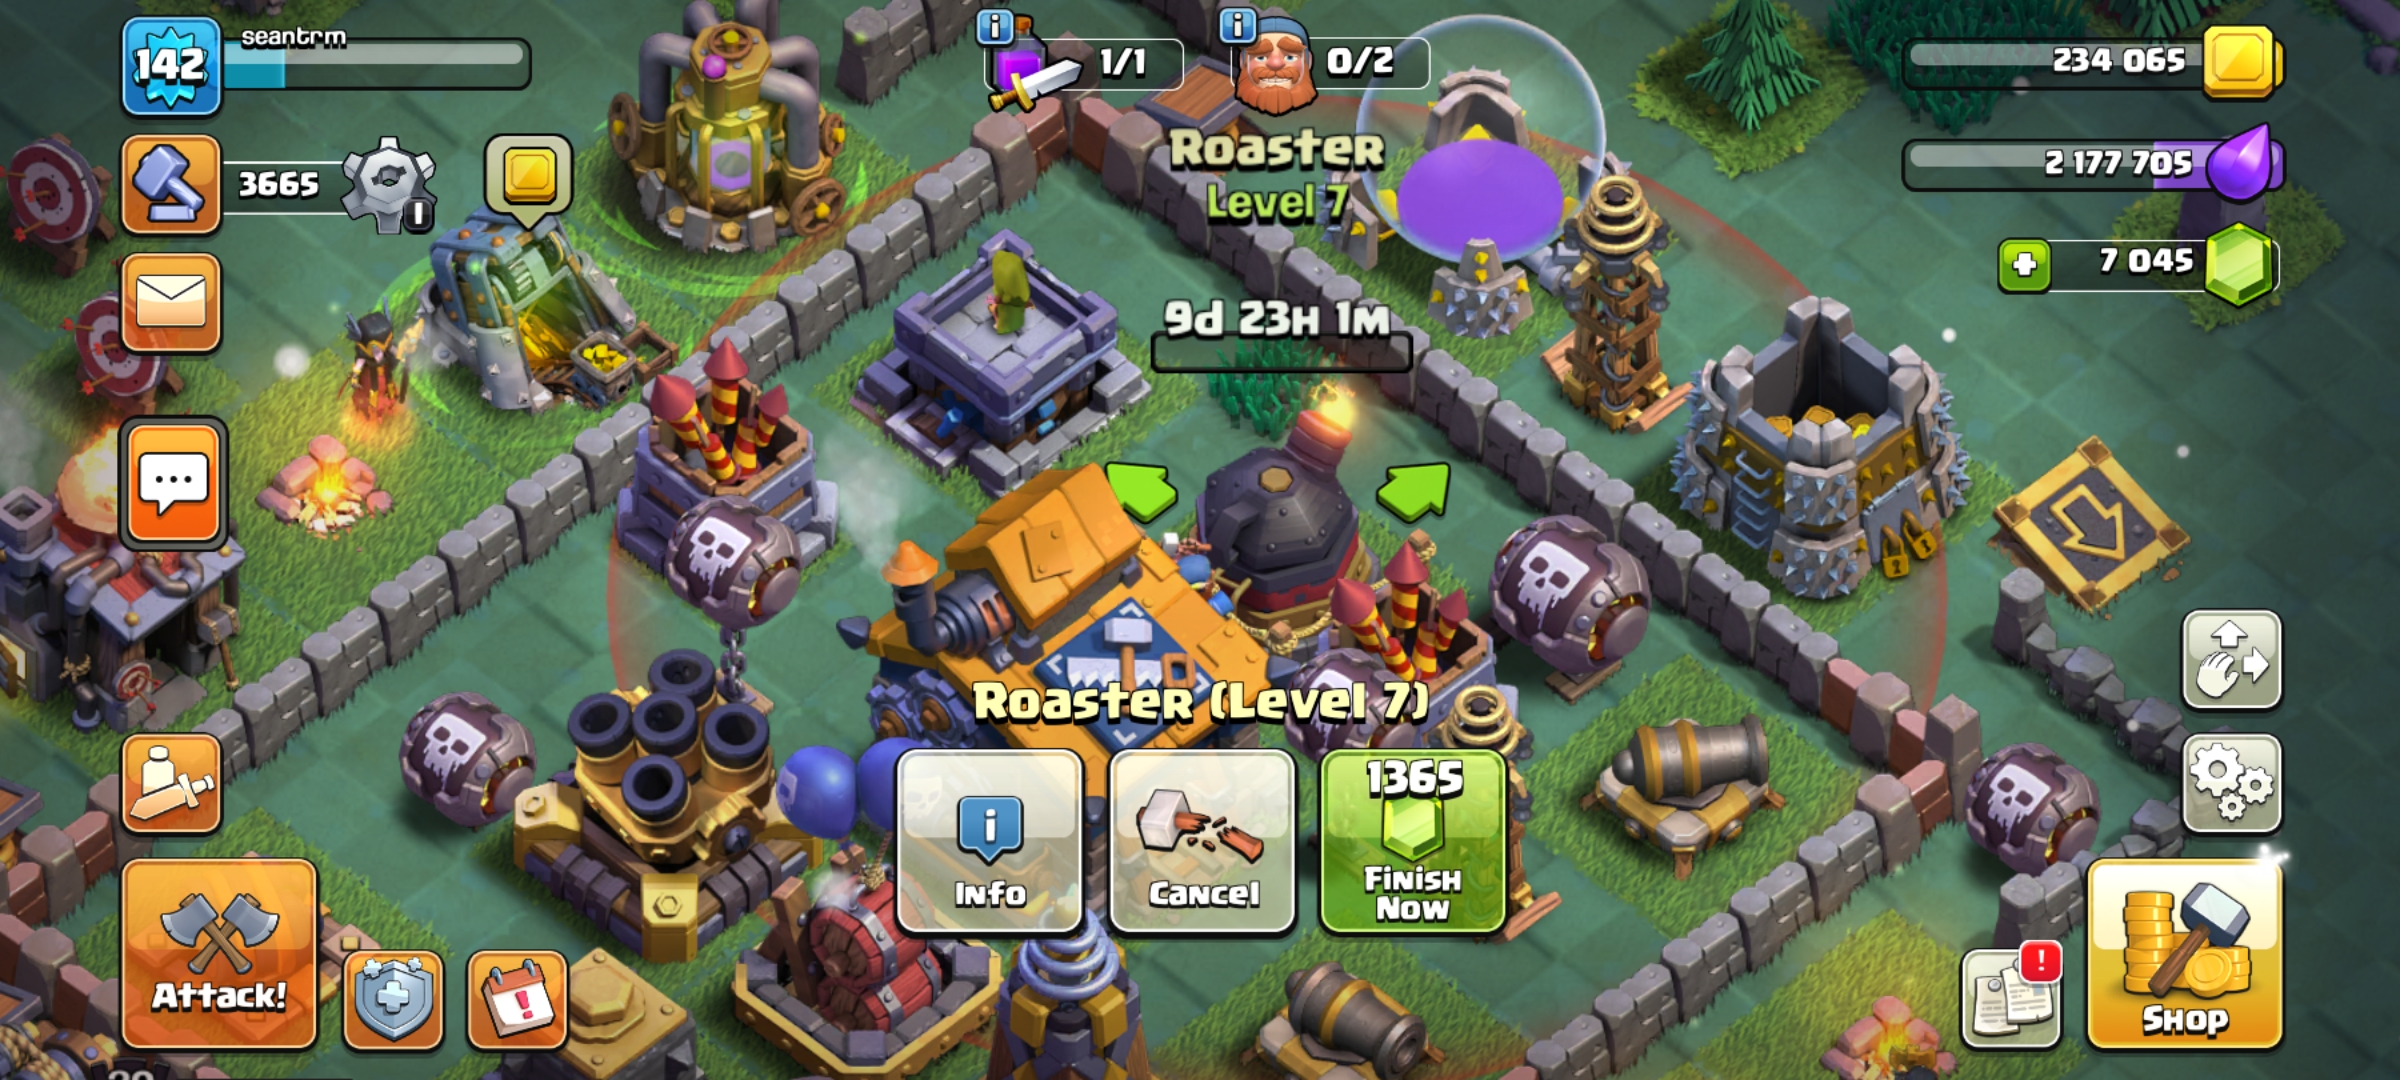 142
seantrm
1/1
0/2
234 065
3665
2 177 705
7 045
Roaster
Level 7
9d 23H 1M
Roaster (Level 7)
Info
Cancel
1365
Finish
Now
Attack!
Shop